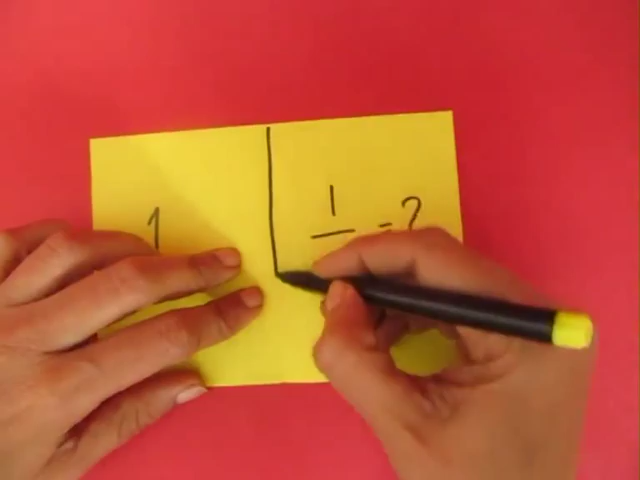 1
1
— = ?